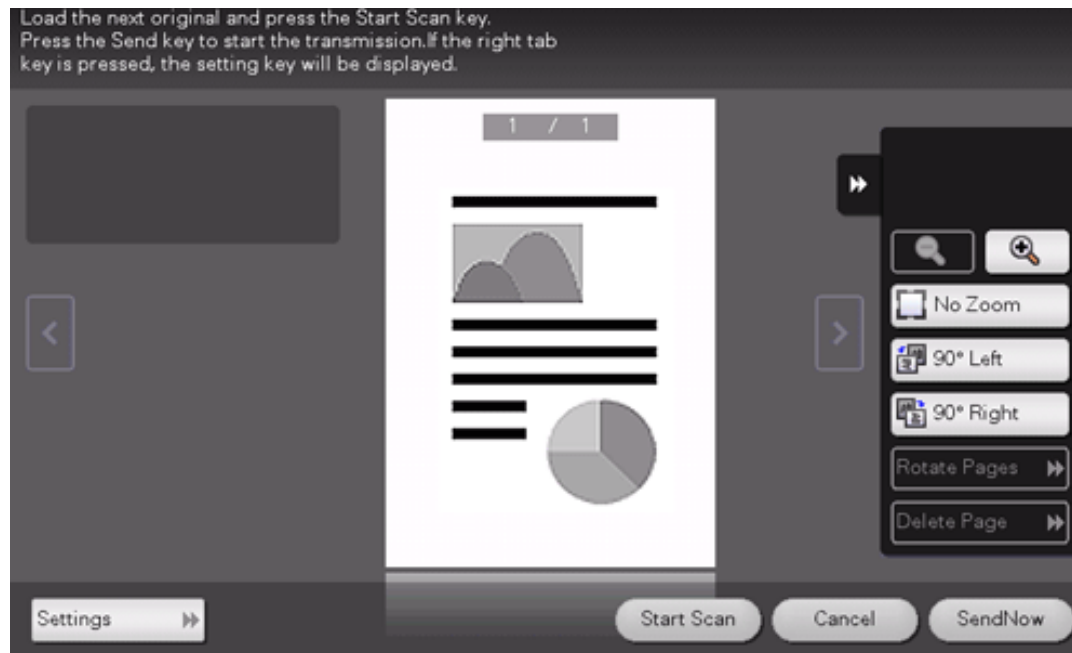 Load the next original and press the Start Scan key.
Press the Send key to start the transmission.If the right tab
key is pressed, the setting key will be displayed.
1 / 1
No Zoom
90° Left
90° Right
Rotate Pages
Delete Page
Settings
Start Scan
Cancel
SendNow